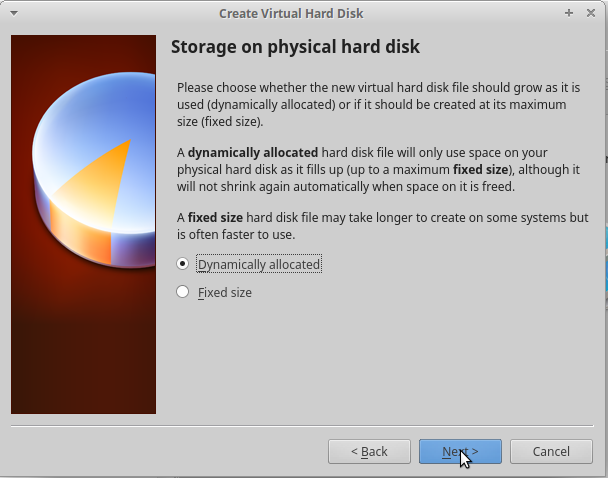 Create Virtual Hard Disk
Storage on physical hard disk
Please choose whether the new virtual hard disk file should grow as it is
used (dynamically allocated) or if it should be created at its maximum
size (fixed size).
A dynamically allocated hard disk file will only use space on your
physical hard disk as it fills up (up to a maximum fixed size), although it
will not shrink again automatically when space on it is freed.
A fixed size hard disk file may take longer to create on some systems but
is often faster to use.
Dynamically allocated
Fixed size
< Back
Next >
Cancel